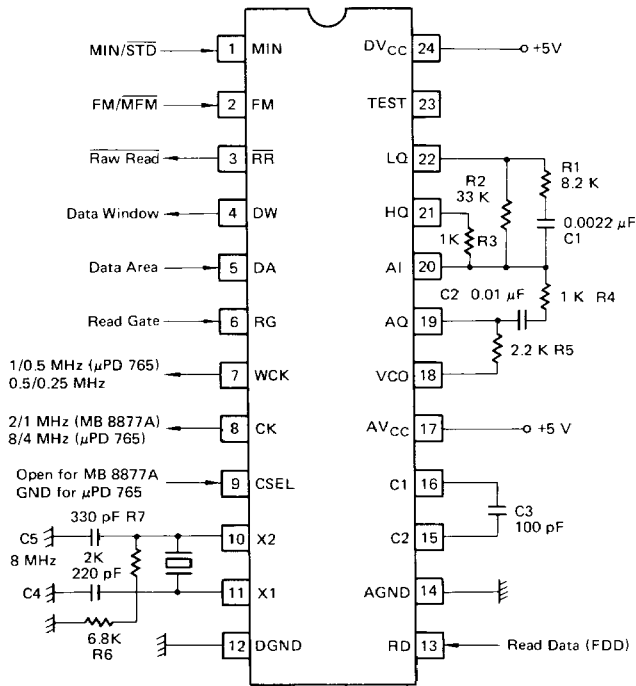 MIN/STD 1 MIN DVCC 24 +5V
FM/MFM 2 FM TEST 23
Raw Read 3 RR LQ 22
R1
8.2 K
R2
33 K
Data Window 4 DW HQ 21
0.0022 μF
C1
1K R3
Data Area 5 DA AI 20
C2 0.01 μF
1 K R4
Read Gate 6 RG AQ 19
2.2 K R5
1/0.5 MHz (μPD 765)
0.5/0.25 MHz
7 WCK VCO 18
2/1 MHz (MB 8877A)
8/4 MHz (μPD 765)
8 CK AVCC 17 +5 V
Open for MB 8877A
GND for μPD 765
9 CSEL C1 16
C3
100 pF
330 pF R7
C5
10 X2 C2 15
8 MHz 2K
220 pF
C4
11 X1 AGND 14
6.8K
R6
12 DGND RD 13 Read Data (FDD)